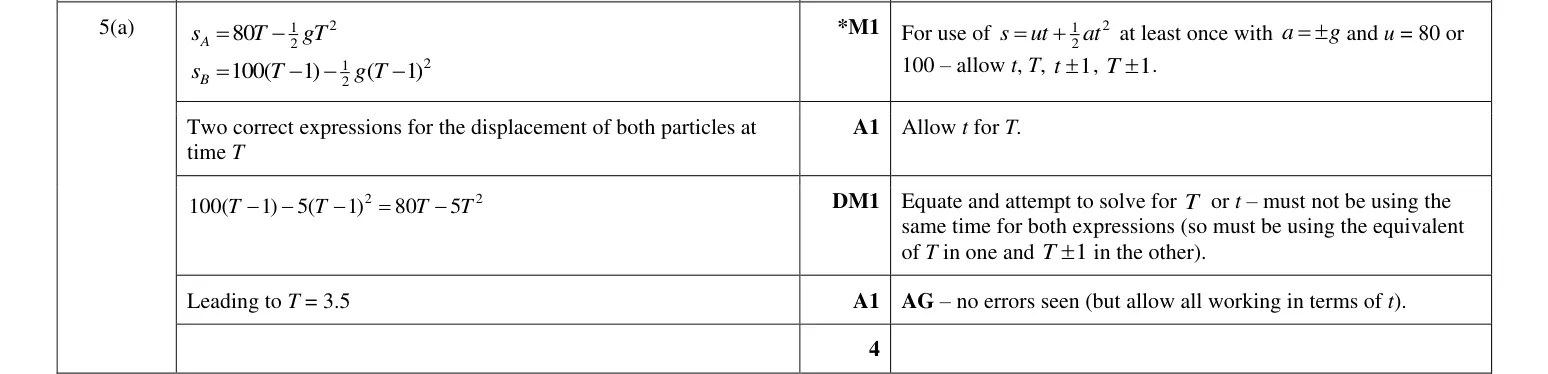 5(a)
s_A = 80T − ½gT²
s_B = 100(T − 1) − ½g(T − 1)²
*M1
For use of s = ut + ½at² at least once with a = ±g and u = 80 or
100 – allow t, T, t ± 1, T ± 1.
Two correct expressions for the displacement of both particles at
time T
A1
Allow t for T.
100(T − 1) − 5(T − 1)² = 80T − 5T²
DM1
Equate and attempt to solve for T or t – must not be using the
same time for both expressions (so must be using the equivalent
of T in one and T ± 1 in the other).
Leading to T = 3.5
A1
AG – no errors seen (but allow all working in terms of t).
4